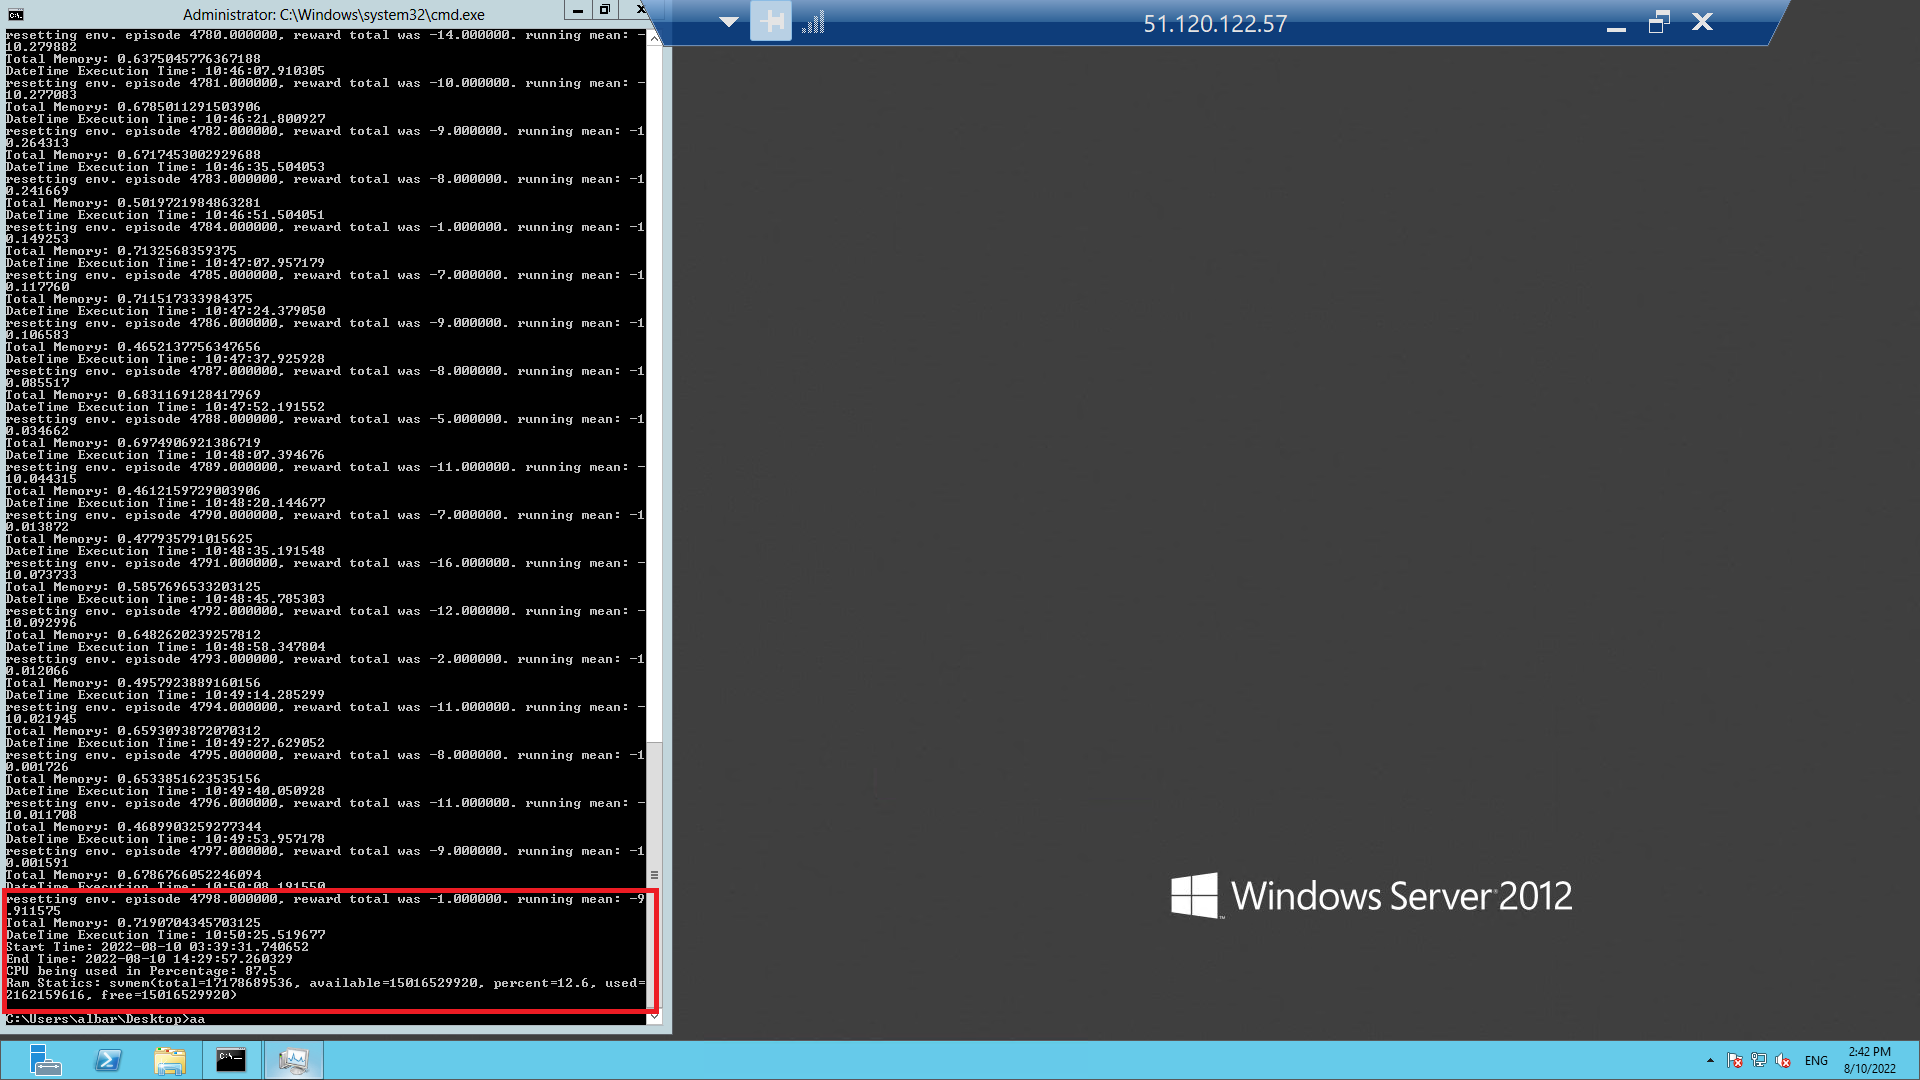 Administrator: C:\Windows\system32\cmd.exe
51.120.122.57
resetting env. episode 4780.000000, reward total was -14.000000. running mean: -
10.279882
Total Memory: 0.6375045776367188
DateTime Execution Time: 10:46:07.910305
resetting env. episode 4781.000000, reward total was -10.000000. running mean: -
10.277083
Total Memory: 0.6785011291503906
DateTime Execution Time: 10:46:21.800927
resetting env. episode 4782.000000, reward total was -9.000000. running mean: -1
0.264313
Total Memory: 0.6717453002929688
DateTime Execution Time: 10:46:35.504053
resetting env. episode 4783.000000, reward total was -8.000000. running mean: -1
0.241669
Total Memory: 0.5019721984863281
DateTime Execution Time: 10:46:51.504051
resetting env. episode 4784.000000, reward total was -1.000000. running mean: -1
0.149253
Total Memory: 0.7132568359375
DateTime Execution Time: 10:47:07.957179
resetting env. episode 4785.000000, reward total was -7.000000. running mean: -1
0.117760
Total Memory: 0.711517333984375
DateTime Execution Time: 10:47:24.379050
resetting env. episode 4786.000000, reward total was -9.000000. running mean: -1
0.106583
Total Memory: 0.4652137756347656
DateTime Execution Time: 10:47:37.925928
resetting env. episode 4787.000000, reward total was -8.000000. running mean: -1
0.085517
Total Memory: 0.6831169128417969
DateTime Execution Time: 10:47:52.191552
resetting env. episode 4788.000000, reward total was -5.000000. running mean: -1
0.034662
Total Memory: 0.6974906921386719
DateTime Execution Time: 10:48:07.394676
resetting env. episode 4789.000000, reward total was -11.000000. running mean: -
10.044315
Total Memory: 0.4612159729003906
DateTime Execution Time: 10:48:20.144677
resetting env. episode 4790.000000, reward total was -7.000000. running mean: -1
0.013872
Total Memory: 0.477935791015625
DateTime Execution Time: 10:48:35.191548
resetting env. episode 4791.000000, reward total was -16.000000. running mean: -
10.073733
Total Memory: 0.5857696533203125
DateTime Execution Time: 10:48:45.785303
resetting env. episode 4792.000000, reward total was -12.000000. running mean: -
10.092996
Total Memory: 0.6482620239257812
DateTime Execution Time: 10:48:58.347804
resetting env. episode 4793.000000, reward total was -2.000000. running mean: -1
0.012066
Total Memory: 0.4957923889160156
DateTime Execution Time: 10:49:14.285299
resetting env. episode 4794.000000, reward total was -11.000000. running mean: -
10.021945
Total Memory: 0.6593093872070312
DateTime Execution Time: 10:49:27.629052
resetting env. episode 4795.000000, reward total was -8.000000. running mean: -1
0.001726
Total Memory: 0.6533851623535156
DateTime Execution Time: 10:49:40.050928
resetting env. episode 4796.000000, reward total was -11.000000. running mean: -
10.011708
Total Memory: 0.4689903259277344
DateTime Execution Time: 10:49:53.957178
resetting env. episode 4797.000000, reward total was -9.000000. running mean: -1
0.001591
Total Memory: 0.6786766052246094
DateTime Execution Time: 10:50:08.191550
resetting env. episode 4798.000000, reward total was -1.000000. running mean: -9
.911575
Total Memory: 0.7190704345703125
DateTime Execution Time: 10:50:25.519677
Start Time: 2022-08-10 03:39:31.740652
End Time: 2022-08-10 14:29:57.260329
CPU being used in Percentage: 87.5
Ram Statics: svmem(total=17178689536, available=15016529920, percent=12.6, used=
2162159616, free=15016529920)
C:\Users\albar\Desktop>aa
Windows Server 2012
ENG
2:42 PM
8/10/2022